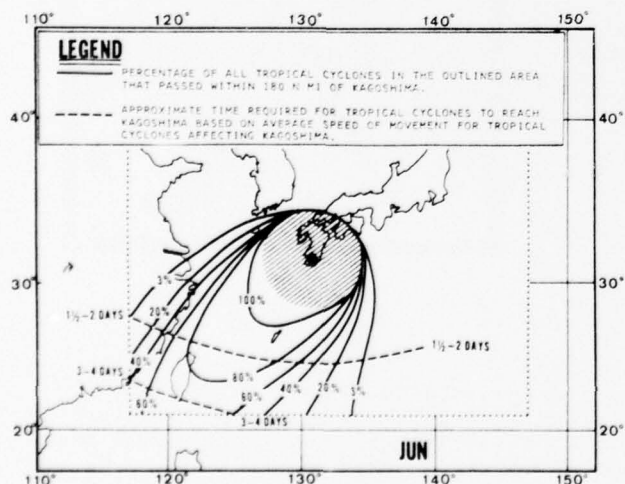 110° 120° 130° 140° 150°
LEGEND
PERCENTAGE OF ALL TROPICAL CYCLONES IN THE OUTLINED AREA
THAT PASSED WITHIN 180 N MI OF KAGOSHIMA.
APPROXIMATE TIME REQUIRED FOR TROPICAL CYCLONES TO REACH
KAGOSHIMA BASED ON AVERAGE SPEED OF MOVEMENT FOR TROPICAL
CYCLONES AFFECTING KAGOSHIMA.
40° 40°
30° 30°
3%
100%
20%
1½-2 DAYS
1½-2 DAYS
40%
3-4 DAYS
80%
60%
60%
40%
20%
3%
3-4 DAYS
20° 20°
JUN
110° 120° 130° 140° 150°